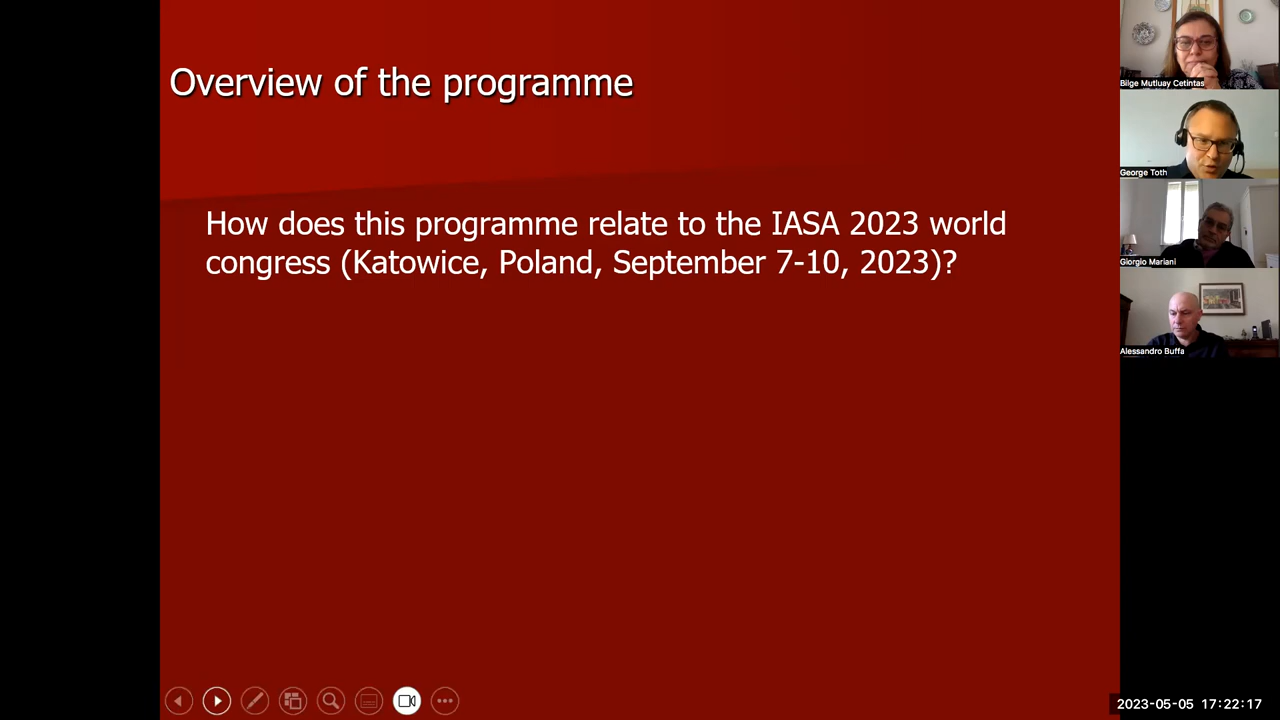 Overview of the programme
How does this programme relate to the IASA 2023 world
congress (Katowice, Poland, September 7-10, 2023)?
Bilge Mutluay Cetintas
George Toth
Giorgio Mariani
Alessandro Buffa
2023-05-05 17:22:17